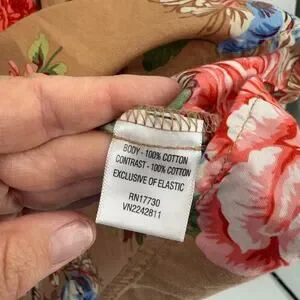 BODY - 100% COTTON
CONTRAST - 100% COTTON
EXCLUSIVE OF ELASTIC
RN17730
VN2242811